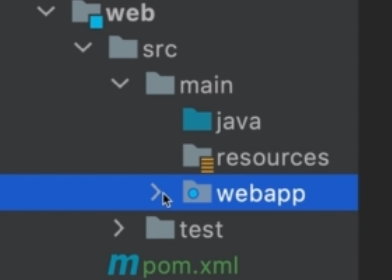 web
src
main
java
resources
webapp
test
pom.xml